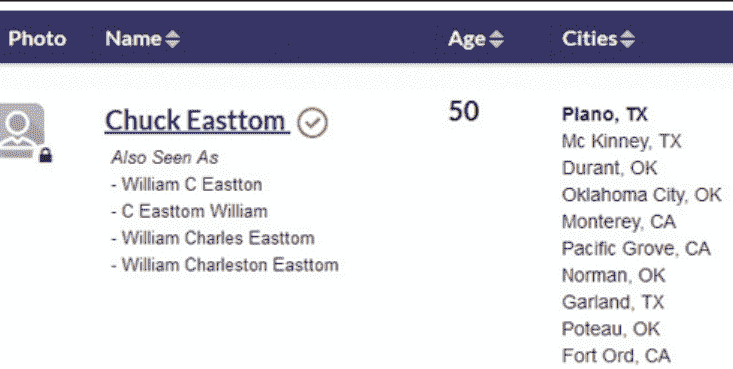 Photo Name Age Cities
Chuck Easttom 50 Plano, TX
Also Seen As Mc Kinney, TX
- William C Eastton Durant, OK
- C Easttom William Oklahoma City, OK
- William Charles Easttom Monterey, CA
- William Charleston Easttom Pacific Grove, CA
Norman, OK
Garland, TX
Poteau, OK
Fort Ord, CA